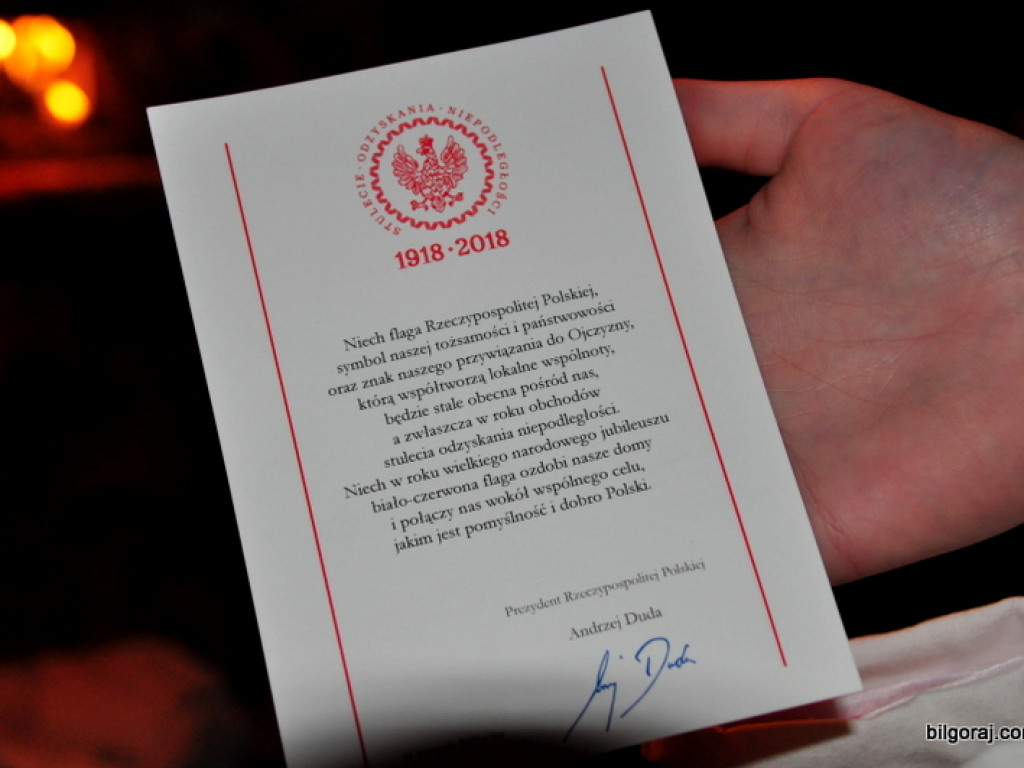 STULECIE · ODZYSKANIA · NIEPODLEGŁOŚCI
1918 · 2018
Niech flaga Rzeczypospolitej Polskiej,
symbol naszej tożsamości i państwowości
oraz znak naszego przywiązania do Ojczyzny,
którą współtworzą lokalne wspólnoty,
będzie stale obecna pośród nas,
a zwłaszcza w roku obchodów
stulecia odzyskania niepodległości.
Niech w roku wielkiego narodowego jubileuszu
biało-czerwona flaga ozdobi nasze domy
i połączy nas wokół wspólnego celu,
jakim jest pomyślność i dobro Polski.
Prezydent Rzeczypospolitej Polskiej
Andrzej Duda
Duda
bilgoraj.com